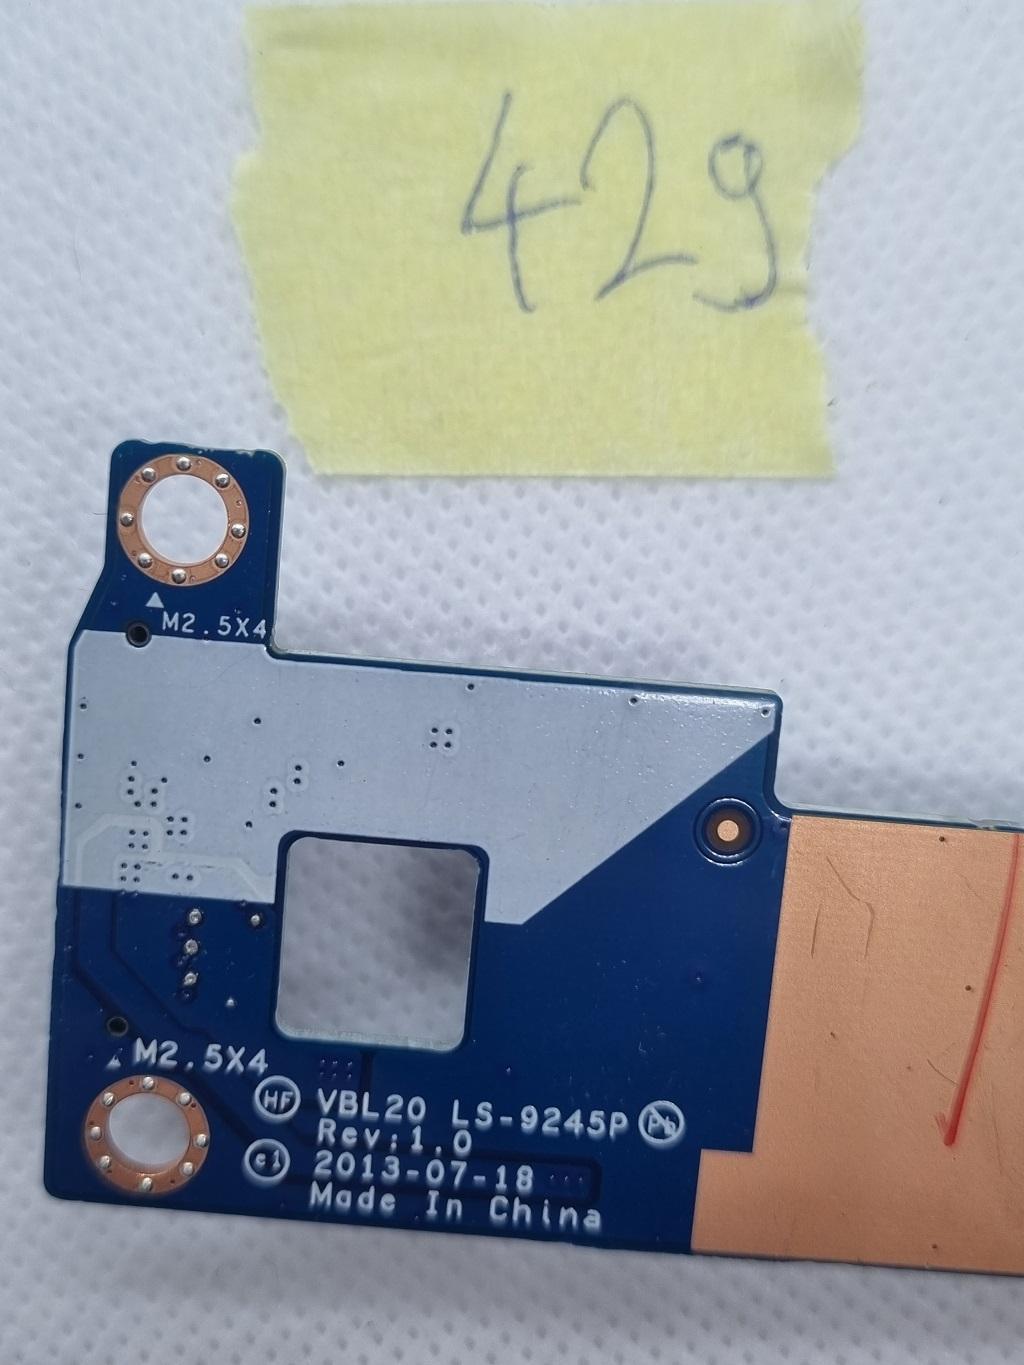 429
M2.5X4
M2.5X4
HF VBL20 LS-9245P Pb
Rev:1.0
2013-07-18
Made In China